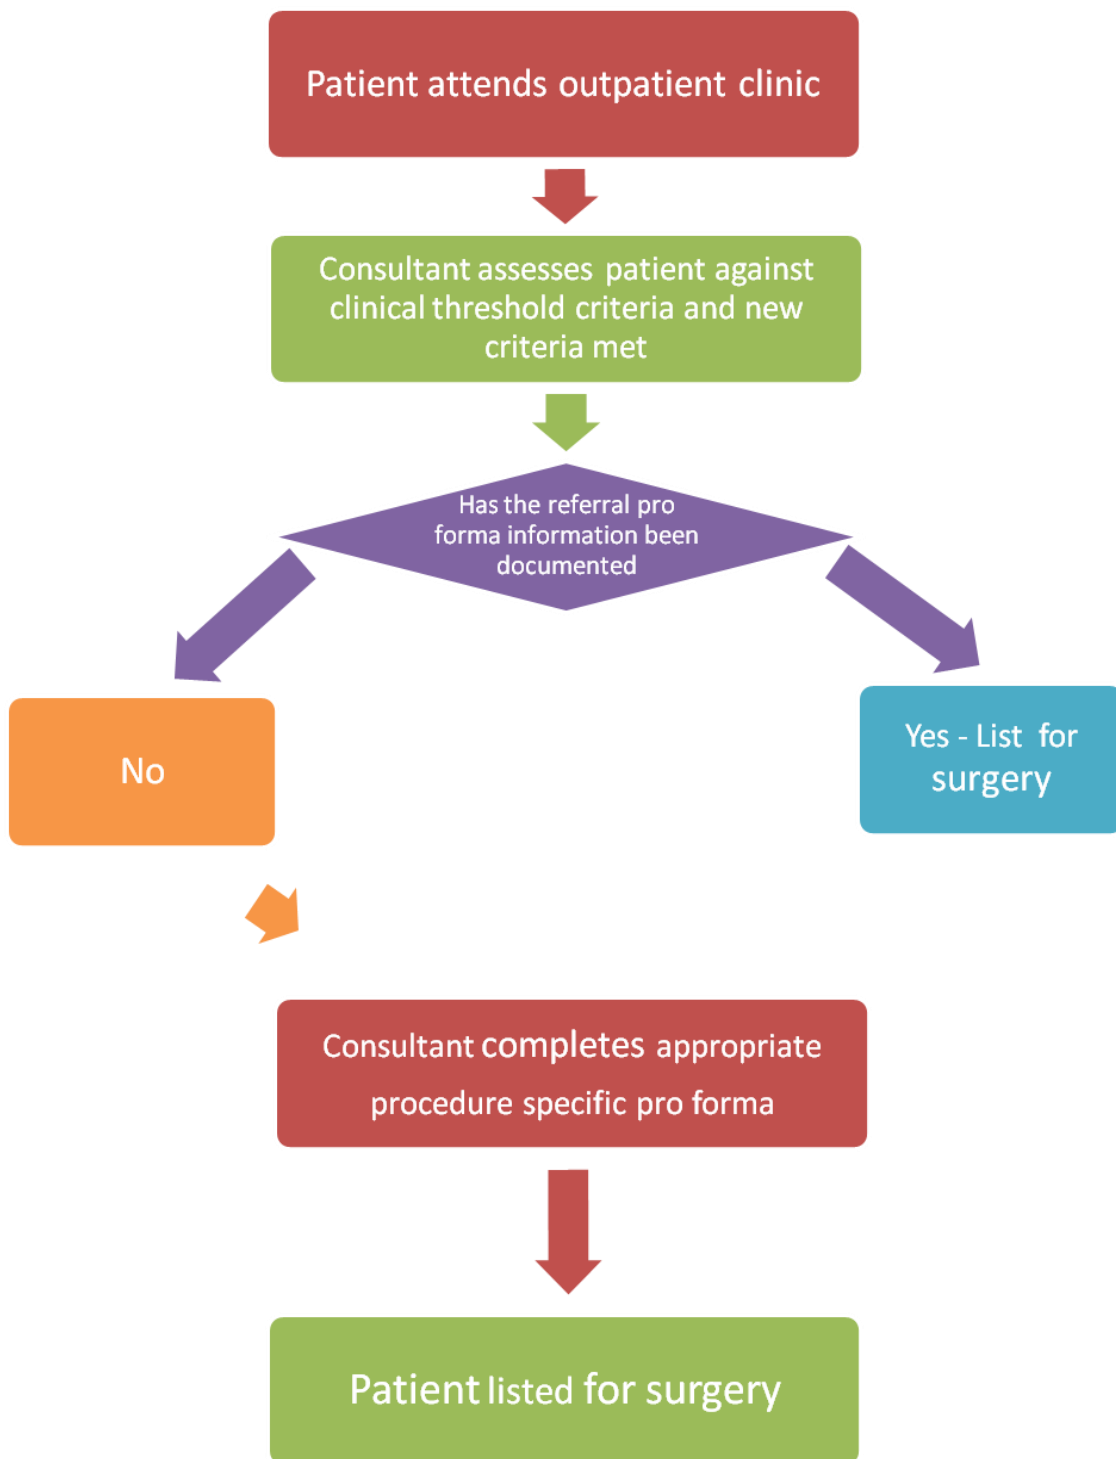 Patient attends outpatient clinic
Consultant assesses patient against
clinical threshold criteria and new
criteria met
Has the referral pro
forma information been
documented
No
Yes - List for
surgery
Consultant completes appropriate
procedure specific pro forma
Patient listed for surgery